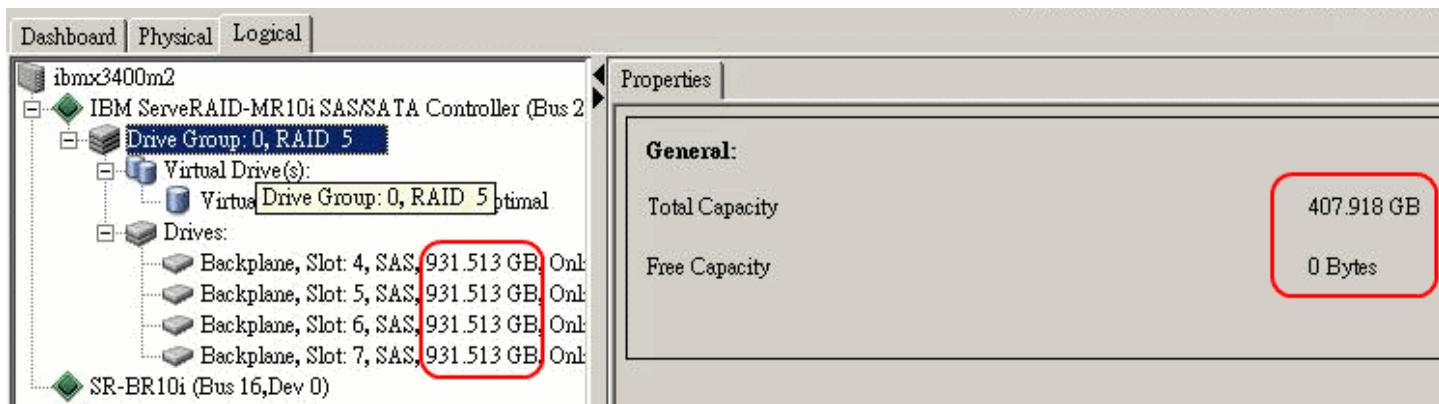 Dashboard Physical Logical
ibmx3400m2
IBM ServeRAID-MR10i SAS/SATA Controller (Bus 2
Drive Group: 0, RAID 5
Virtual Drive(s):
Virtua Drive Group: 0, RAID 5 ptimal
Drives:
Backplane, Slot: 4, SAS, 931.513 GB, Onl
Backplane, Slot: 5, SAS, 931.513 GB, Onl
Backplane, Slot: 6, SAS, 931.513 GB, Onl
Backplane, Slot: 7, SAS, 931.513 GB, Onl
SR-BR10i (Bus 16,Dev 0)
Properties
General:
Total Capacity 407.918 GB
Free Capacity 0 Bytes